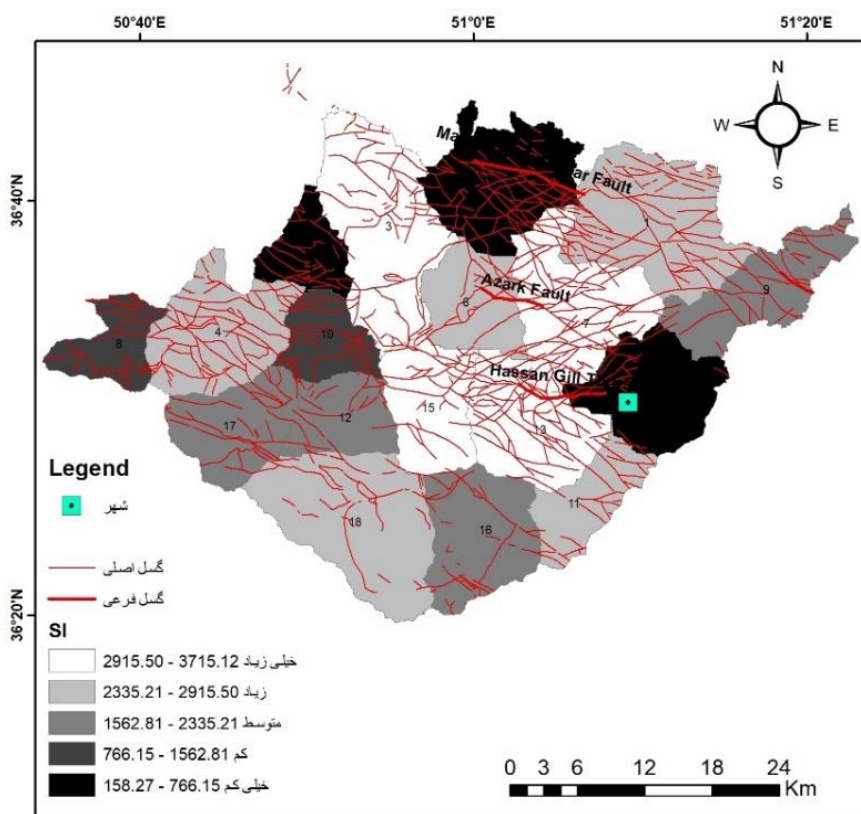 50°40'E 51°0'E 51°20'E
N
W E
S
36°40'N
36°20'N
Fault
Azark Fault
Hassan Gill
3
1
9
6
7
4
10
8
15
12
17
13
11
18
16
Legend
شهر
گسل اصلی
گسل فرعی
SI
2915.50 - 3715.12 خیلی زیاد
2335.21 - 2915.50 زیاد
1562.81 - 2335.21 متوسط
766.15 - 1562.81 کم
158.27 - 766.15 خیلی کم
0 3 6 12 18 24
Km